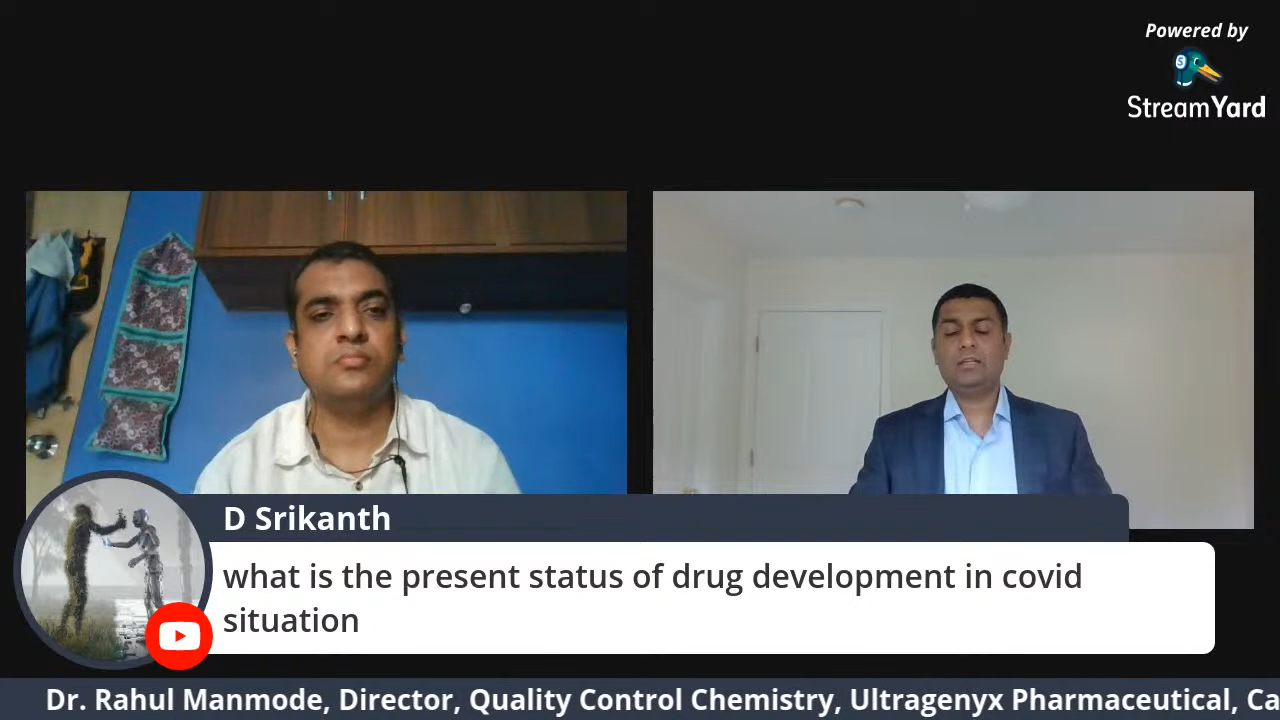 Powered by
StreamYard
D Srikanth
what is the present status of drug development in covid
situation
Dr. Rahul Manmode, Director, Quality Control Chemistry, Ultragenyx Pharmaceutical, Ca